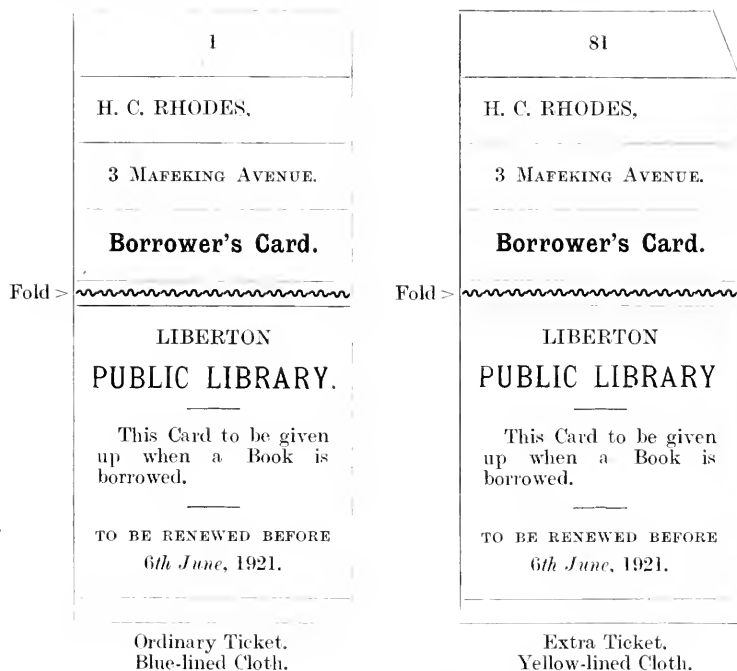 1
H. C. RHODES,
3 MAFEKING AVENUE.
Borrower's Card.
Fold >
LIBERTON
PUBLIC LIBRARY.
This Card to be given
up when a Book is
borrowed.
TO BE RENEWED BEFORE
6th June, 1921.
Ordinary Ticket.
Blue-lined Cloth.
81
H. C. RHODES,
3 MAFEKING AVENUE.
Borrower's Card.
Fold >
LIBERTON
PUBLIC LIBRARY
This Card to be given
up when a Book is
borrowed.
TO BE RENEWED BEFORE
6th June, 1921.
Extra Ticket.
Yellow-lined Cloth.